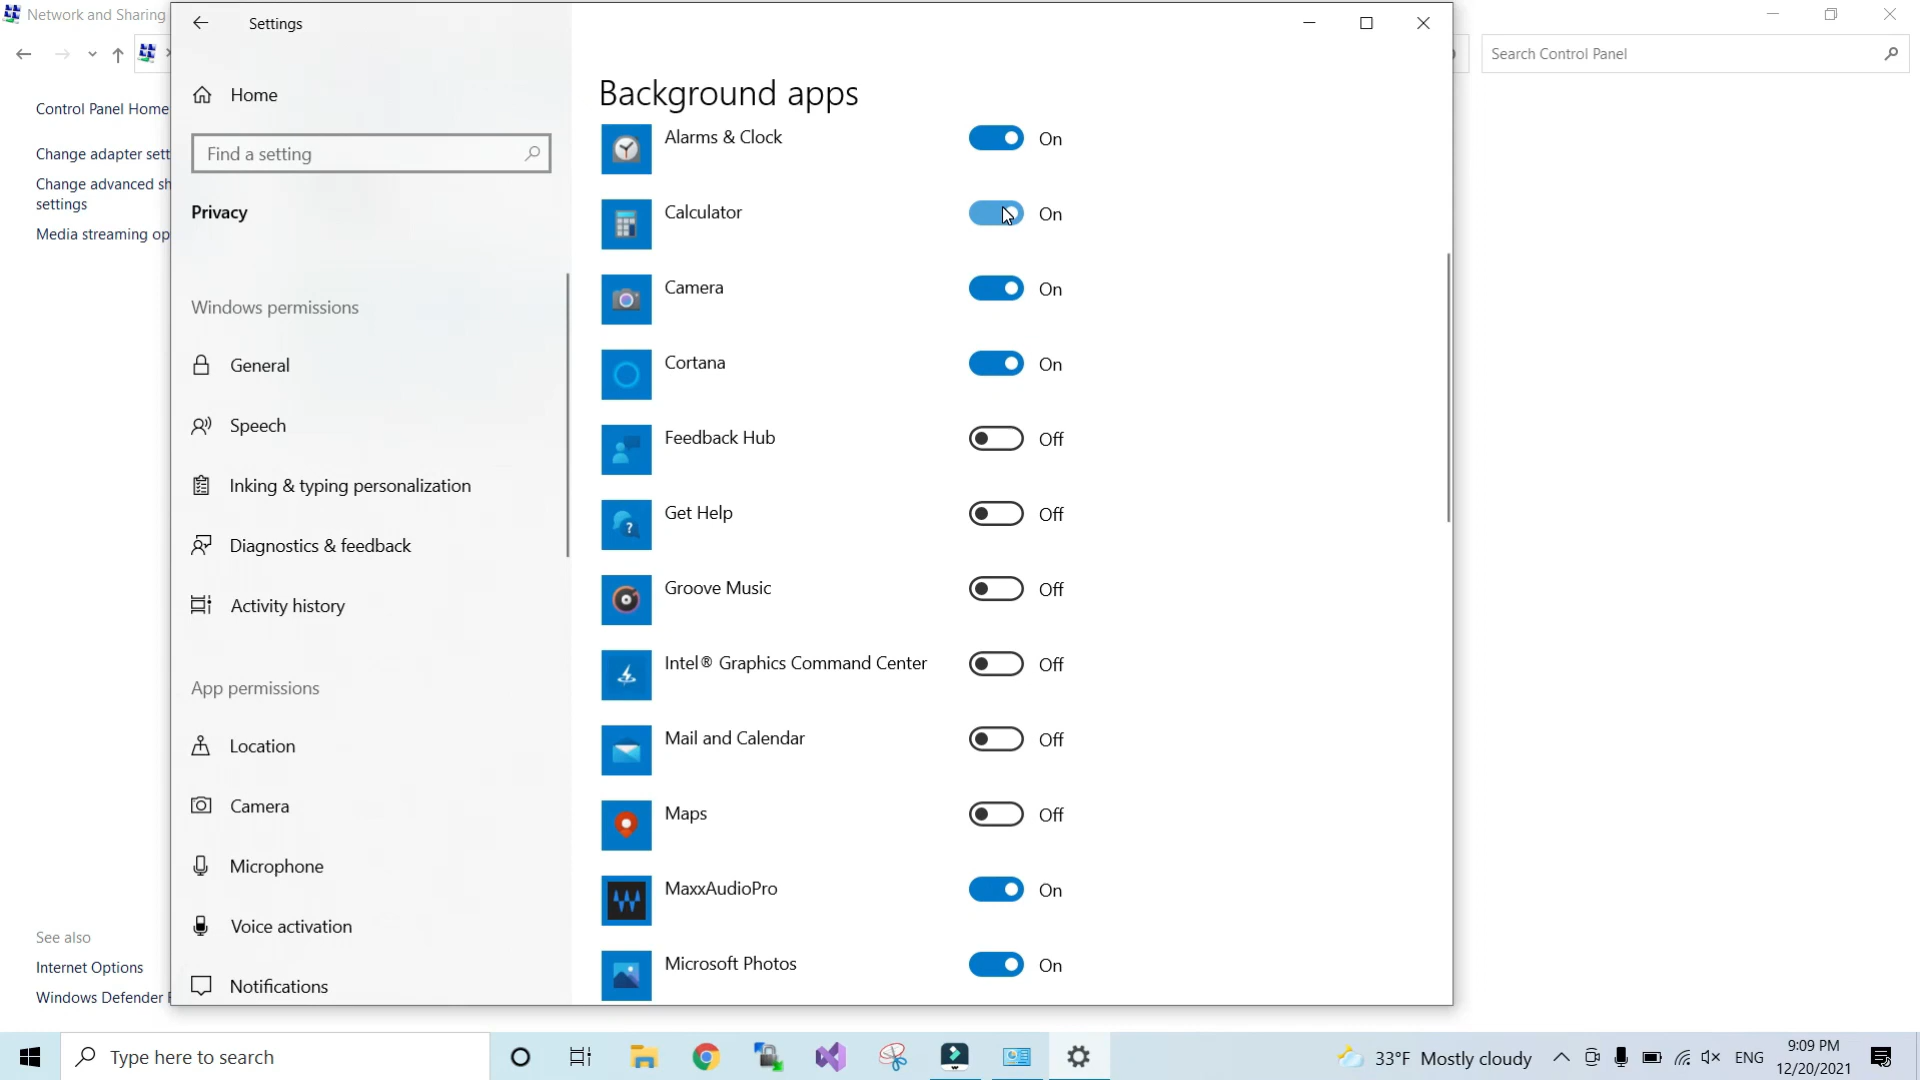 Network and Sharing
Settings
Search Control Panel
Control Panel Home
Change adapter sett
Change advanced sh
settings
Media streaming op
See also
Internet Options
Windows Defender F
Home
Find a setting
Privacy
Windows permissions
General
Speech
Inking & typing personalization
Diagnostics & feedback
Activity history
App permissions
Location
Camera
Microphone
Voice activation
Notifications
Background apps
Alarms & Clock On
Calculator On
Camera On
Cortana On
Feedback Hub Off
Get Help Off
Groove Music Off
Intel® Graphics Command Center Off
Mail and Calendar Off
Maps Off
MaxxAudioPro On
Microsoft Photos On
Type here to search
33°F Mostly cloudy
ENG
9:09 PM
12/20/2021